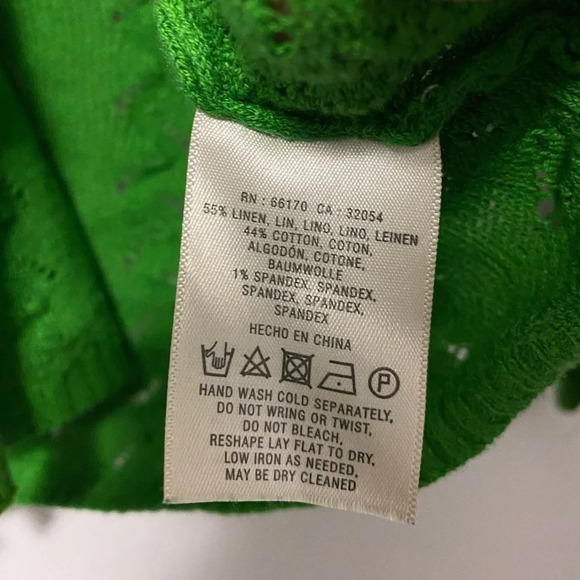 RN : 66170 CA : 32054
55% LINEN, LIN, LINO, LINO, LEINEN
44% COTTON, COTON,
ALGODÓN, COTONE,
BAUMWOLLE
1% SPANDEX, SPANDEX,
SPANDEX, SPANDEX,
SPANDEX
HECHO EN CHINA
P
HAND WASH COLD SEPARATELY,
DO NOT WRING OR TWIST,
DO NOT BLEACH,
RESHAPE LAY FLAT TO DRY,
LOW IRON AS NEEDED,
MAY BE DRY CLEANED